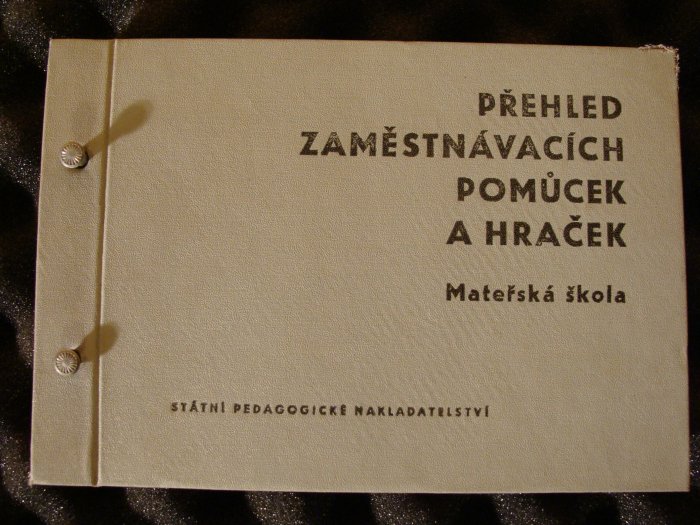 PŘEHLED
ZAMĚSTNÁVACÍCH
POMŮCEK
A HRAČEK
Mateřská škola
STÁTNÍ PEDAGOGICKÉ NAKLADATELSTVÍ